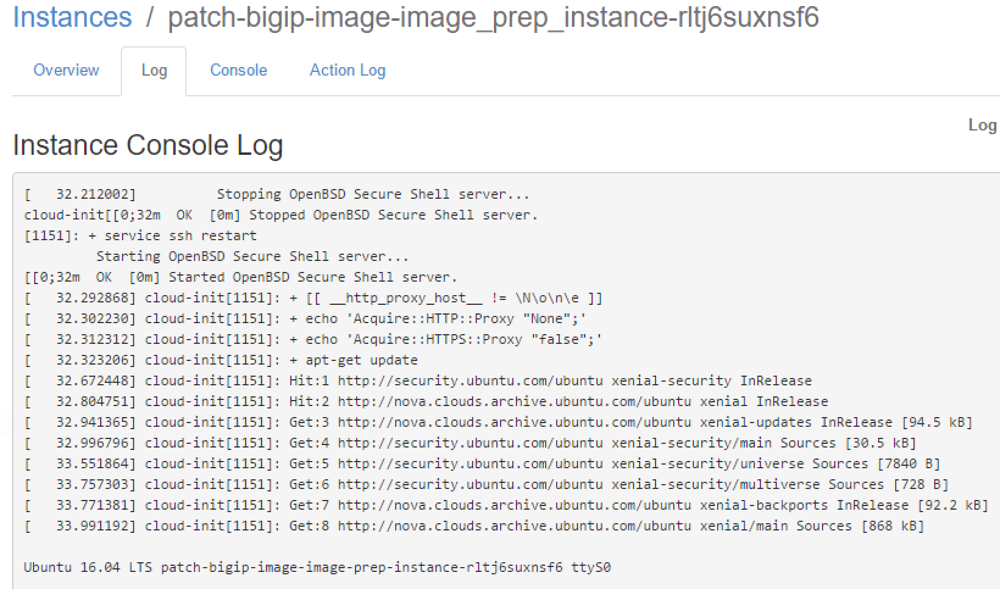 Instances / patch-bigip-image-image_prep_instance-rltj6suxnsf6
Overview Log Console Action Log
Log
Instance Console Log
[   32.212002]          Stopping OpenBSD Secure Shell server...
cloud-init[[0;32m  OK  [0m] Stopped OpenBSD Secure Shell server.
[1151]: + service ssh restart
         Starting OpenBSD Secure Shell server...
[[0;32m  OK  [0m] Started OpenBSD Secure Shell server.
[   32.292868] cloud-init[1151]: + [[ __http_proxy_host__ != \N\o\n\e ]]
[   32.302230] cloud-init[1151]: + echo 'Acquire::HTTP::Proxy "None";'
[   32.312312] cloud-init[1151]: + echo 'Acquire::HTTPS::Proxy "false";'
[   32.323206] cloud-init[1151]: + apt-get update
[   32.672448] cloud-init[1151]: Hit:1 http://security.ubuntu.com/ubuntu xenial-security InRelease
[   32.804751] cloud-init[1151]: Hit:2 http://nova.clouds.archive.ubuntu.com/ubuntu xenial InRelease
[   32.941365] cloud-init[1151]: Get:3 http://nova.clouds.archive.ubuntu.com/ubuntu xenial-updates InRelease [94.5 kB]
[   32.996796] cloud-init[1151]: Get:4 http://security.ubuntu.com/ubuntu xenial-security/main Sources [30.5 kB]
[   33.551864] cloud-init[1151]: Get:5 http://security.ubuntu.com/ubuntu xenial-security/universe Sources [7840 B]
[   33.757303] cloud-init[1151]: Get:6 http://security.ubuntu.com/ubuntu xenial-security/multiverse Sources [728 B]
[   33.771381] cloud-init[1151]: Get:7 http://nova.clouds.archive.ubuntu.com/ubuntu xenial-backports InRelease [92.2 kB]
[   33.991192] cloud-init[1151]: Get:8 http://nova.clouds.archive.ubuntu.com/ubuntu xenial/main Sources [868 kB]
Ubuntu 16.04 LTS patch-bigip-image-image-prep-instance-rltj6suxnsf6 ttyS0